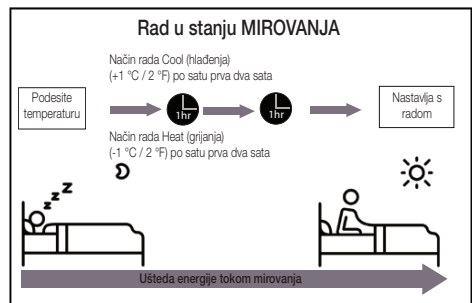 Rad u stanju MIROVANJA
Način rada Cool (hlađenja)
(+1 °C / 2 °F) po satu prva dva sata
Podesite
temperaturu
1hr
1hr
Nastavlja s
radom
Način rada Heat (grijanja)
(-1 °C / 2 °F) po satu prva dva sata
z z z
Ušteda energije tokom mirovanja